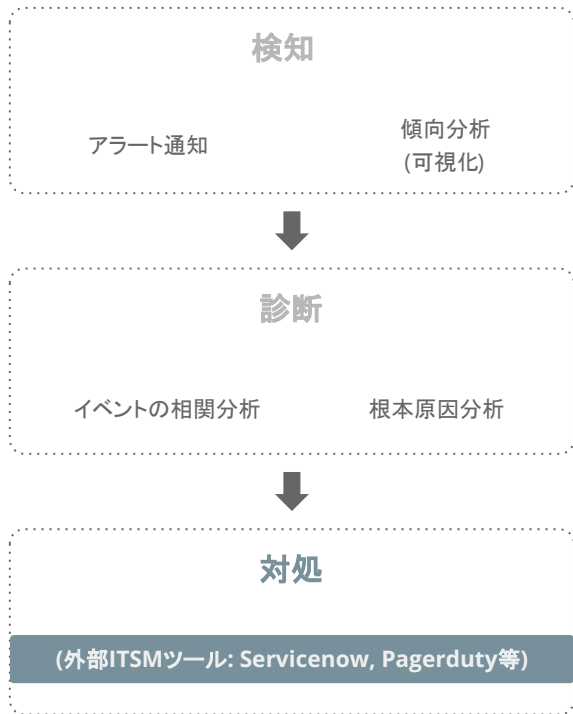 検知
アラート通知
傾向分析
(可視化)
診断
イベントの相関分析
根本原因分析
対処
(外部ITSMツール: Servicenow, Pagerduty等)